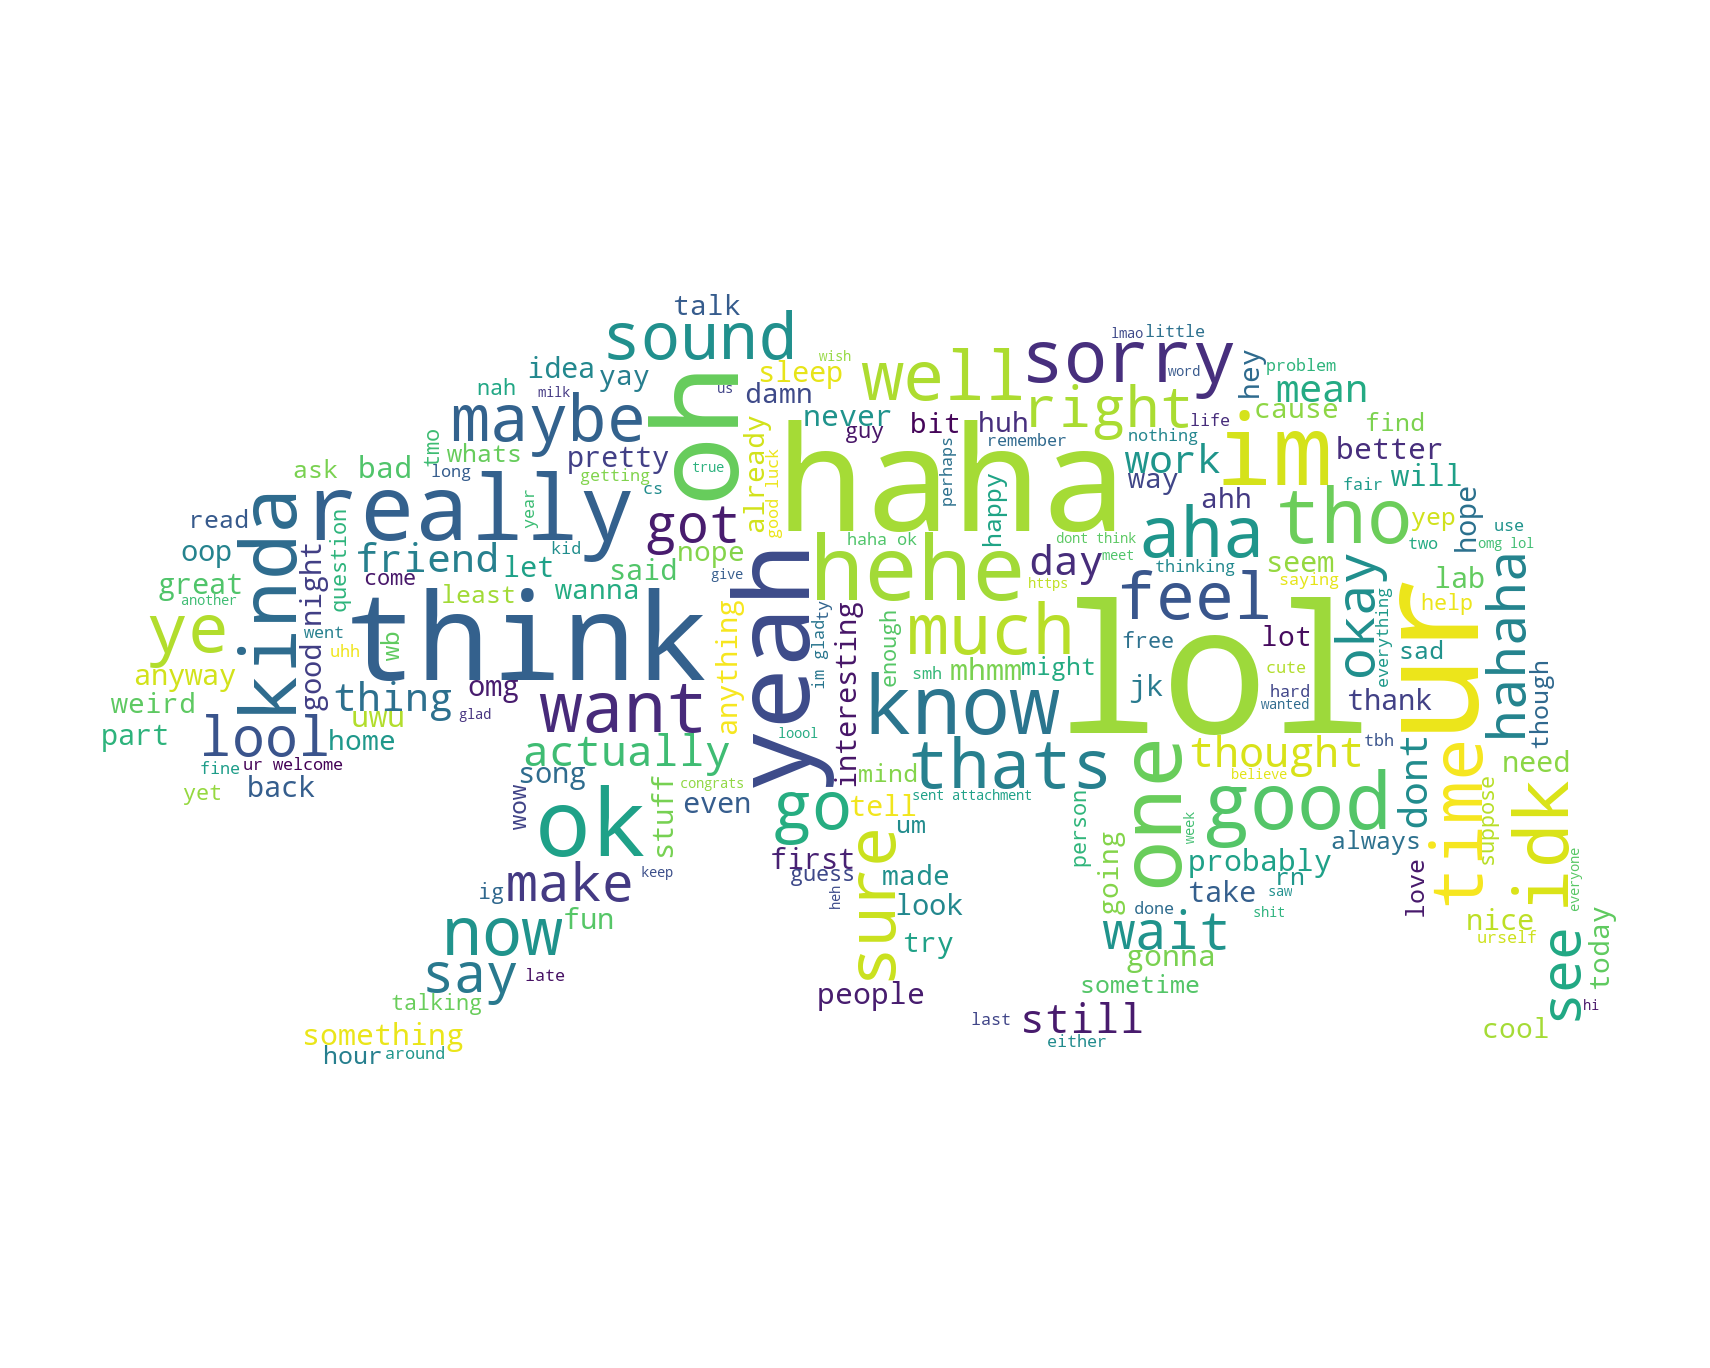 talk
sound
lmao
little
sorry
wish
well
hey
problem
idea
yay
sleep
word
mean
nah
milk
us
damn
right
cause
maybe
oh
never
bit
huh
life
im
find
guy
remember
nothing
better
tmo
whats
pretty
already
haha
work
ask
bad
long
getting
true
good luck
perhaps
way
fair
will
kinda
really
year
cs
happy
ahh
tho
yep
hope
read
got
aha
use
oop
night
question
friend
kid
nope
haha ok
dont think
two
omg lol
let
hehe
day
meet
thinking
seem
okay
hahaha
great
come
said
give
yeah
https
saying
lab
another
think
least
wanna
anything
im glad
ty
interesting
much
feel
everything
ur
help
ye
went
uhh
wb
enough
free
lot
sad
anyway
good
smh
mhmm
might
cute
though
weird
thing
omg
want
know
jk
lol
hard
wanted
thank
uwu
glad
part
lool
home
actually
loool
thats
one
thought
tbh
dont
time
need
fine
ur welcome
song
mind
believe
yet
back
wow
ok
stuff
congrats
even
go
tell
sent attachment
person
week
good
suppose
idk
um
going
always
first
probably
everyone
ig
make
keep
guess
heh
sure
made
rn
take
saw
love
look
done
shit
now
fun
try
wait
nice
today
gonna
urself
see
say
late
people
sometime
talking
hi
something
last
still
cool
hour
around
either